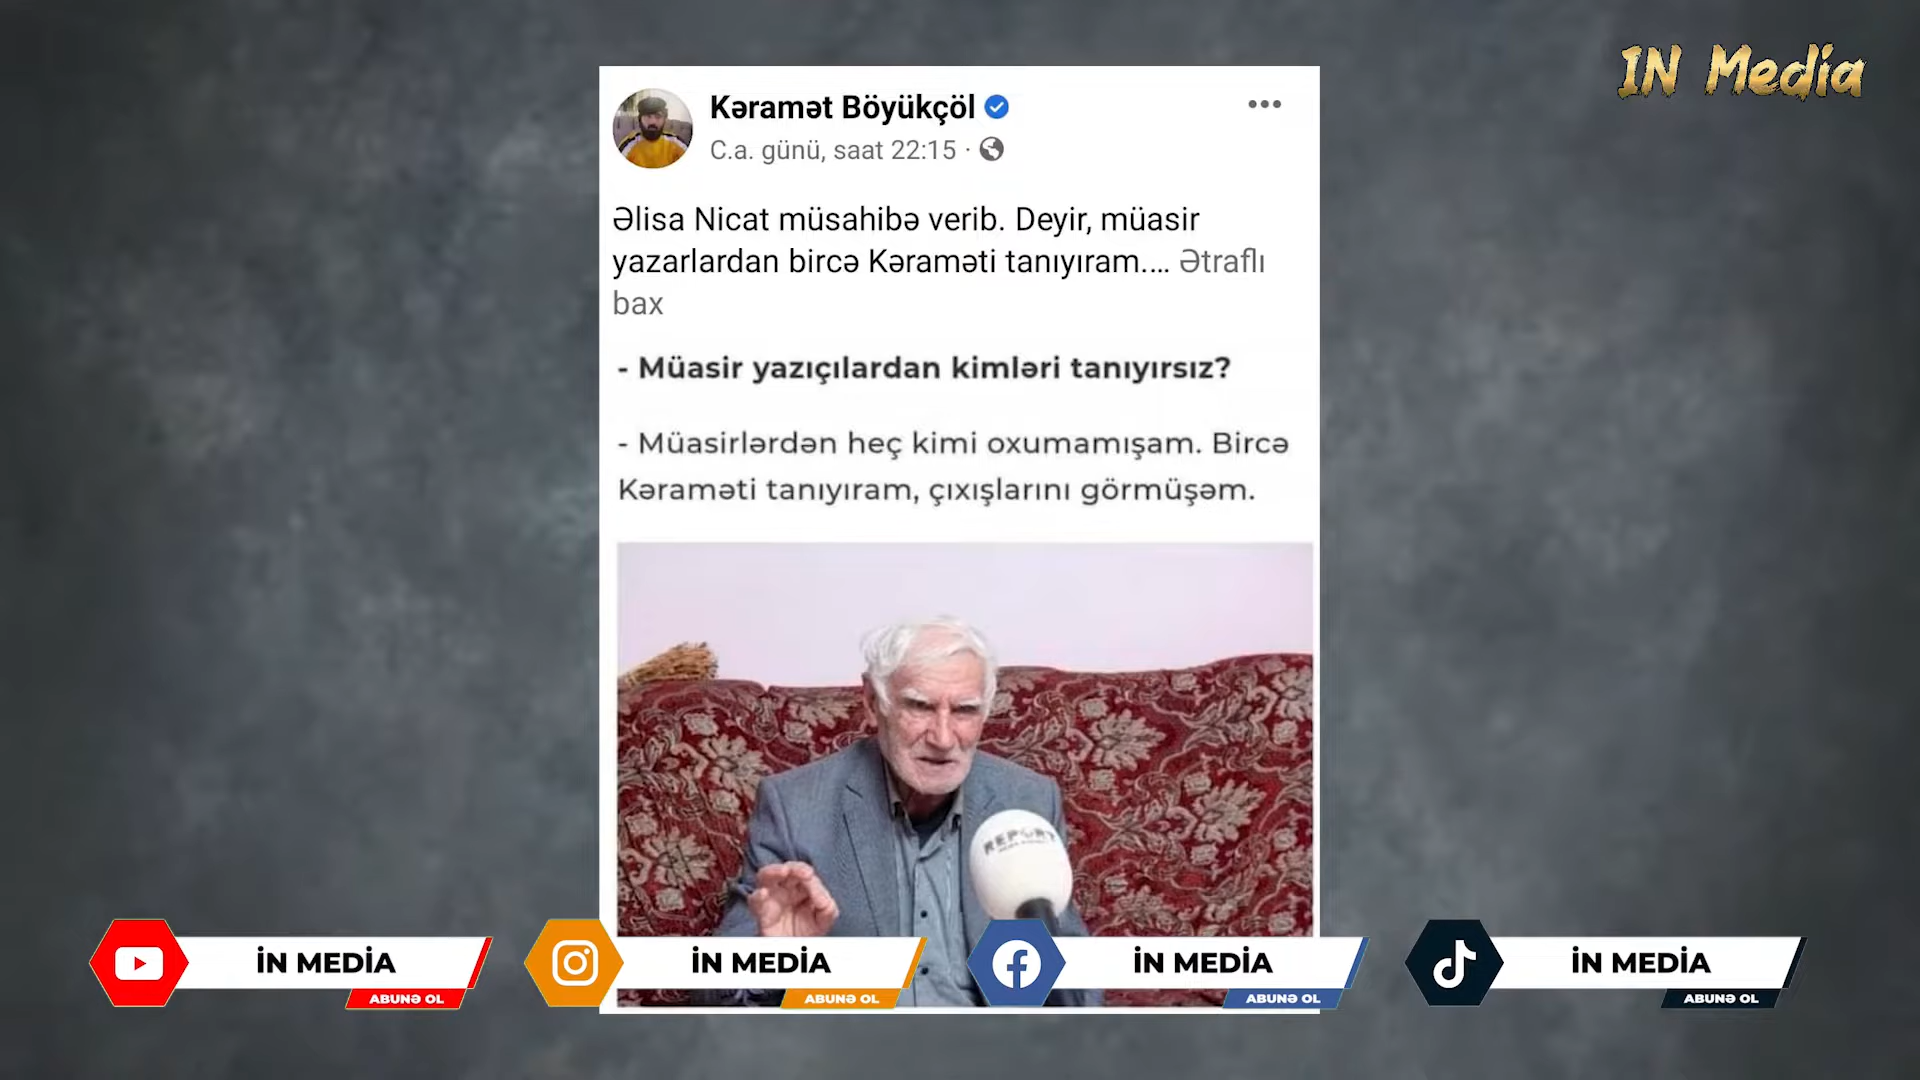 IN Media
Kəramət Böyükçöl
C.a. günü, saat 22:15 ·
Əlisa Nicat müsahibə verib. Deyir, müasir
yazarlardan bircə Kəraməti tanıyıram.... Ətraflı
bax
- Müasir yazıçılardan kimləri tanıyırsız?
- Müasirlərdən heç kimi oxumamışam. Bircə
Kəraməti tanıyıram, çıxışlarını görmüşəm.
REPORT
İN MEDİA
ABUNƏ OL
İN MEDİA
ABUNƏ OL
İN MEDİA
ABUNƏ OL
İN MEDİA
ABUNƏ OL